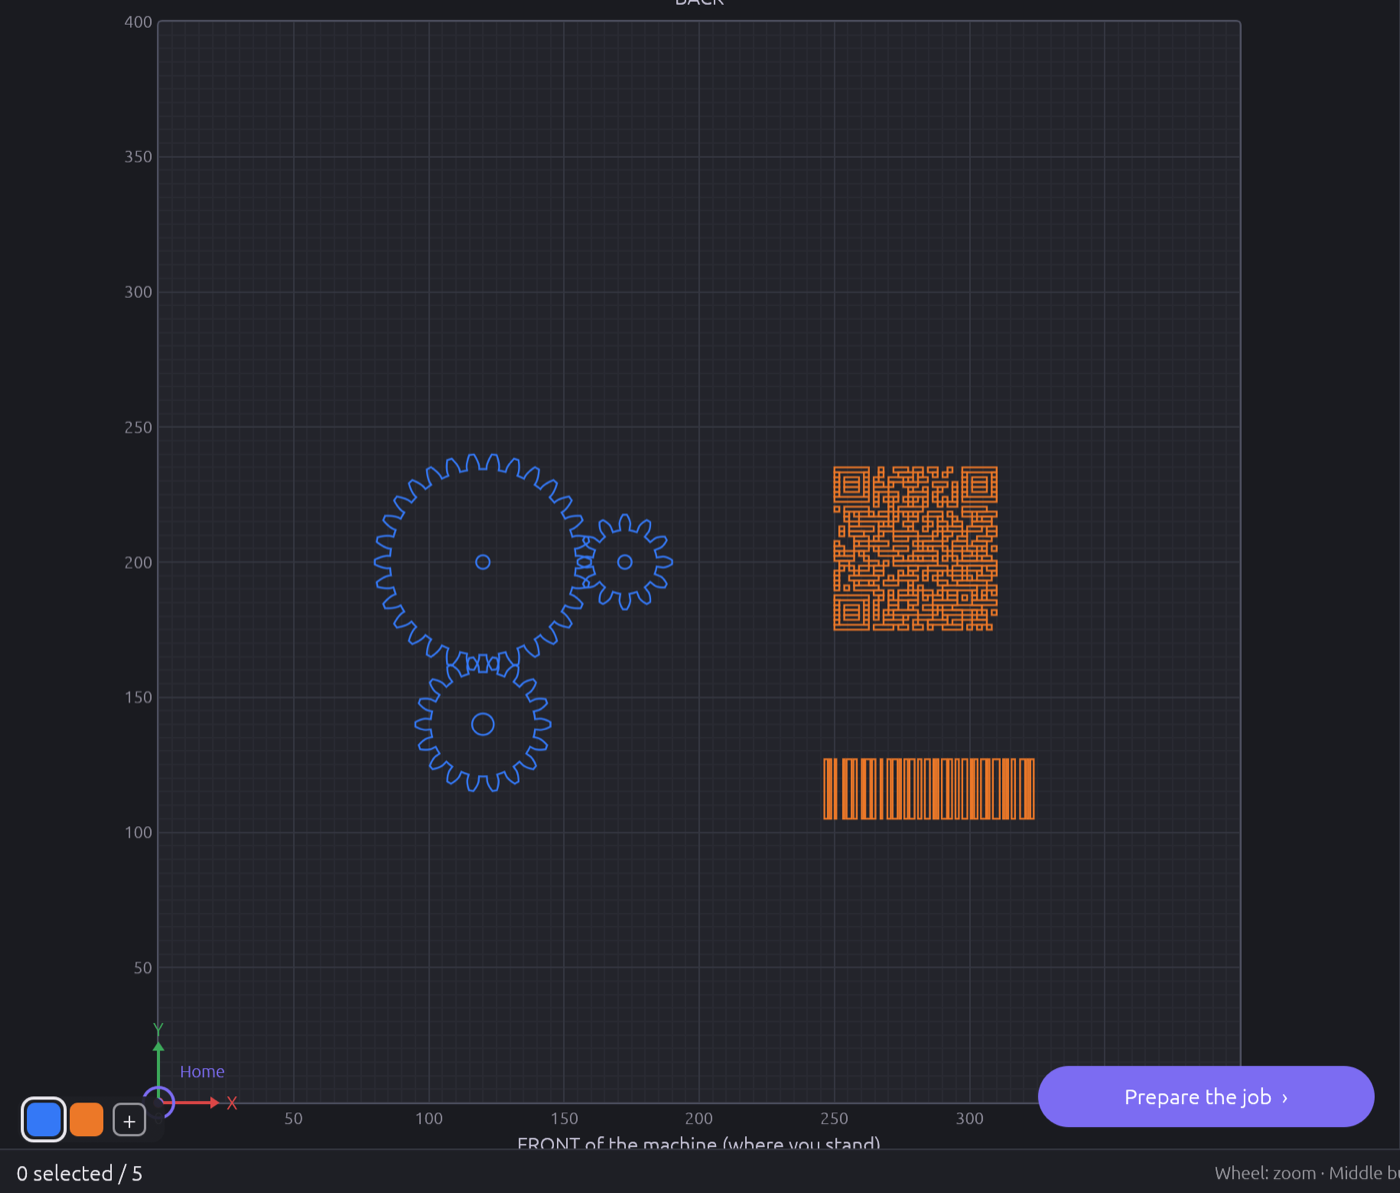 BACK
400
350
300
250
200
150
100
50
Y
Home
X
50 100 150 200 250 300
Prepare the job ›
+
FRONT of the machine (where you stand)
0 selected / 5
Wheel: zoom · Middle